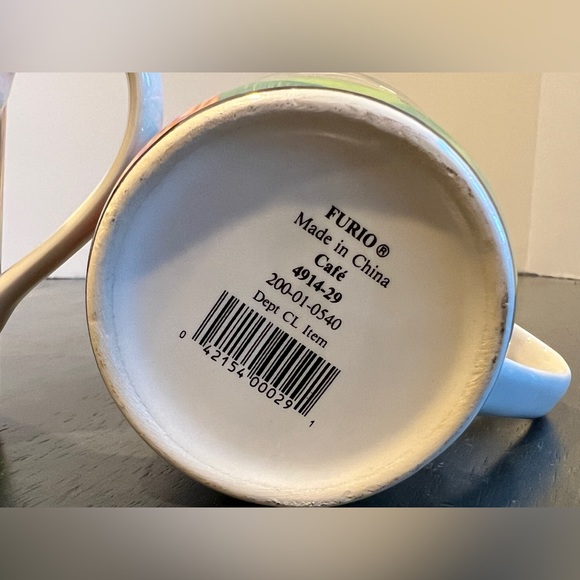 FURIO®
Made in China
Café
4914-29
200-01-0540
Dept CL Item
0 42154 00029 1